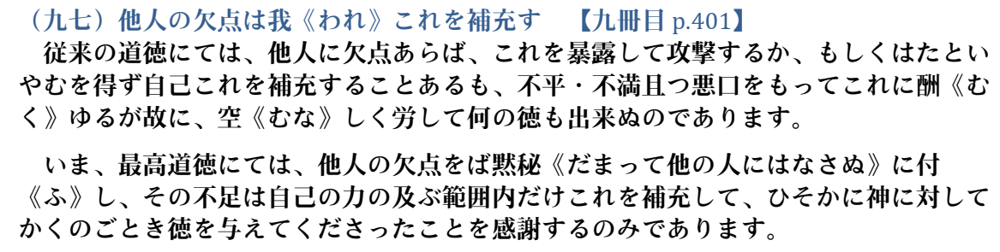 （九七）他人の欠点は我《われ》これを補充す　【九冊目 p.401】
　従来の道徳にては、他人に欠点あらば、これを暴露して攻撃するか、もしくはたとい
やむを得ず自己これを補充することあるも、不平・不満且つ悪口をもってこれに酬《む
く》ゆるが故に、空《むな》しく労して何の徳も出来ぬのであります。
　いま、最高道徳にては、他人の欠点をば黙秘《だまって他の人にはなさぬ》に付
《ふ》し、その不足は自己の力の及ぶ範囲内だけこれを補充して、ひそかに神に対して
かくのごとき徳を与えてくださったことを感謝するのみであります。